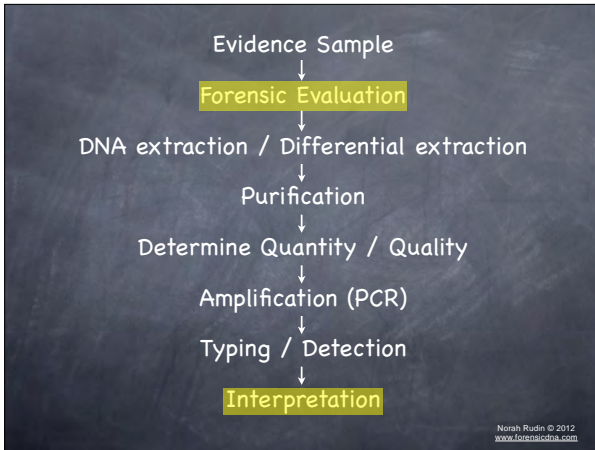 Evidence Sample
↓
Forensic Evaluation
↓
DNA extraction / Differential extraction
↓
Purification
↓
Determine Quantity / Quality
↓
Amplification (PCR)
↓
Typing / Detection
↓
Interpretation
Norah Rudin © 2012
www.forensicdna.com